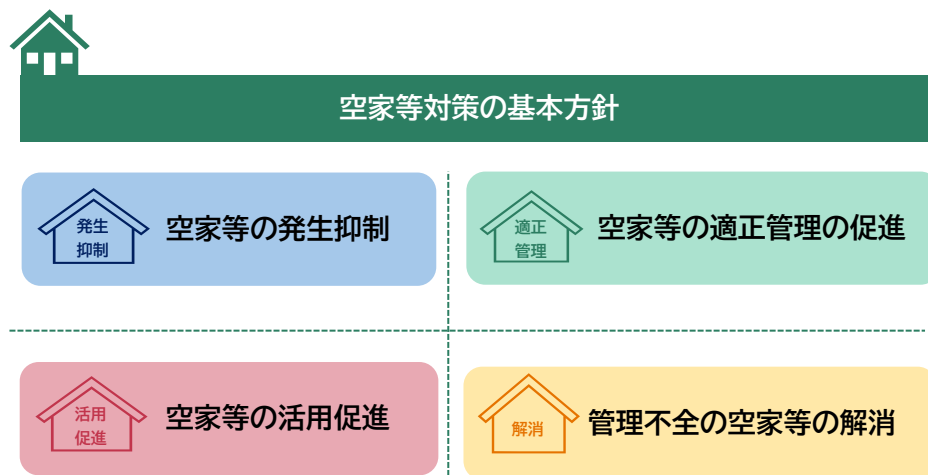 空家等対策の基本方針
発生
抑制
空家等の発生抑制
適正
管理
空家等の適正管理の促進
活用
促進
空家等の活用促進
解消
管理不全の空家等の解消